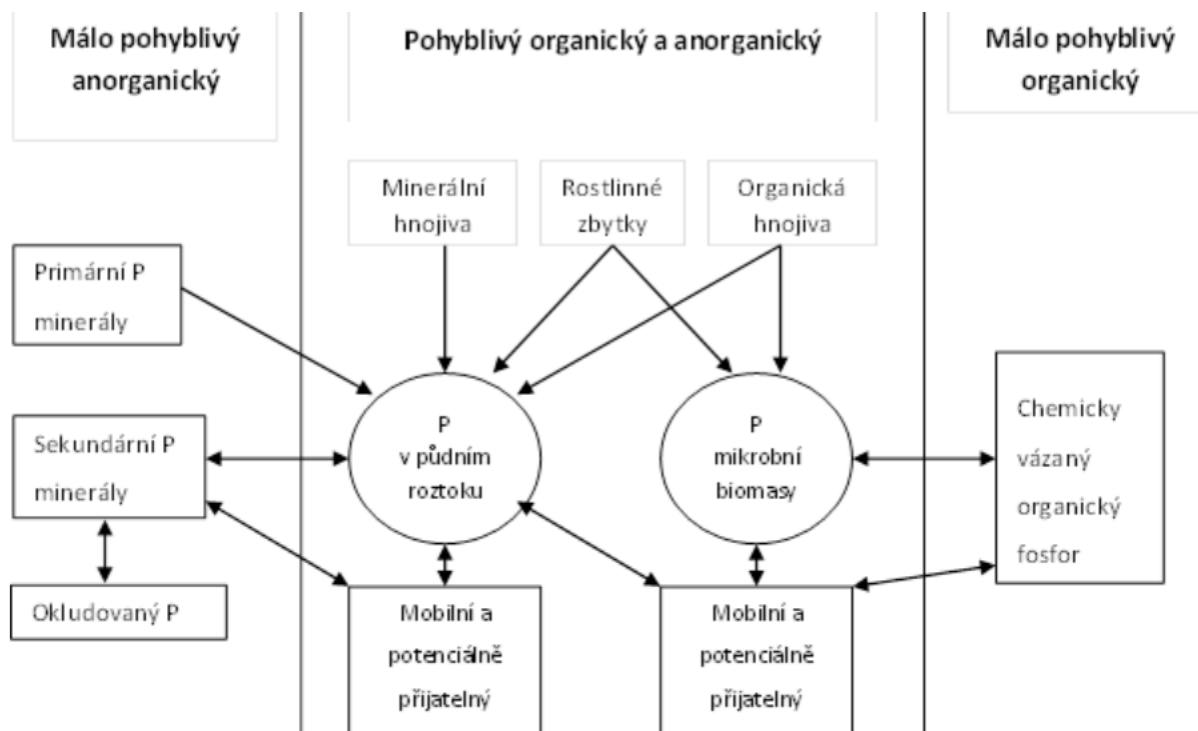 Málo pohyblivý
anorganický
Pohyblivý organický a anorganický
Málo pohyblivý
organický
Minerální
hnojiva
Rostlinné
zbytky
Organická
hnojiva
Primární P
minerály
Sekundární P
minerály
Okludovaný P
P
v půdním
roztoku
P
mikrobní
biomasy
Chemicky
vázaný
organický
fosfor
Mobilní a
potenciálně
přijatelný
Mobilní a
potenciálně
přijatelný